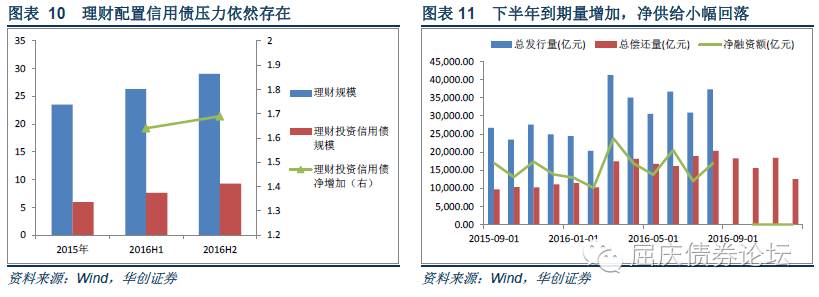 图表 10 理财配置信用债压力依然存在
35
30
25
20
15
10
5
0
2
1.9
1.8
1.7
1.6
1.5
1.4
1.3
1.2
2015年
2016H1
2016H2
理财规模
理财投资信用债
规模
理财投资信用债
净增加（右）
资料来源：Wind，华创证券
图表 11 下半年到期量增加，净供给小幅回落
总发行量(亿元)
总偿还量(亿元)
净融资额(亿元)
45,000.00
40,000.00
35,000.00
30,000.00
25,000.00
20,000.00
15,000.00
10,000.00
5,000.00
0.00
2015-09-01
2016-01-01
2016-05-01
2016-09-01
资料来源：Wind，华创证券
屈庆债券论坛